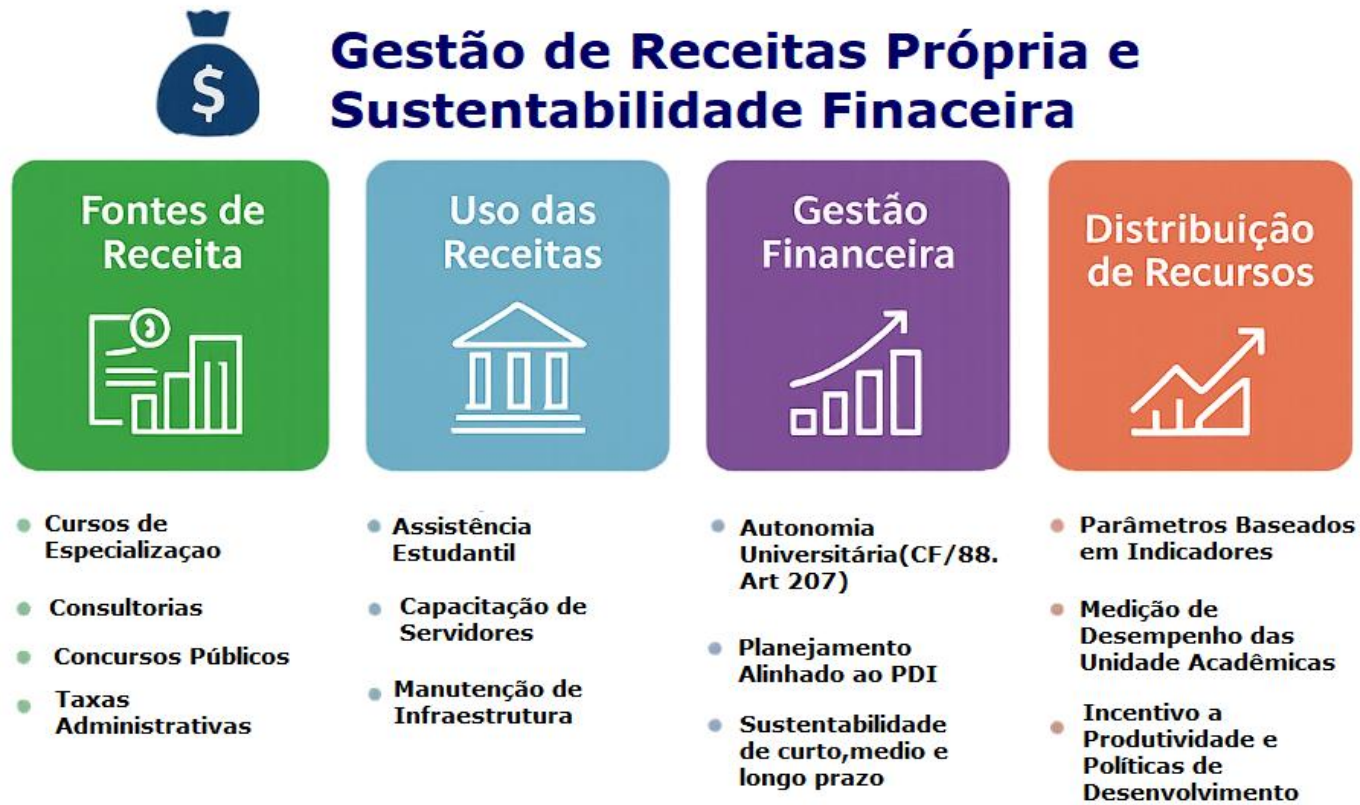 $
Gestão de Receitas Própria e
Sustentabilidade Finaceira
Fontes de
Receita
Cursos de
Especializaçao
Consultorias
Concursos Públicos
Taxas
Administrativas
Uso das
Receitas
Assistência
Estudantil
Capacitação de
Servidores
Manutenção de
Infraestrutura
Gestão
Financeira
Autonomia
Universitária(CF/88.
Art 207)
Planejamento
Alinhado ao PDI
Sustentabilidade
de curto,medio e
longo prazo
Distribuição
de Recursos
Parâmetros Baseados
em Indicadores
Medição de
Desempenho das
Unidade Acadêmicas
Incentivo a
Produtividade e
Políticas de
Desenvolvimento